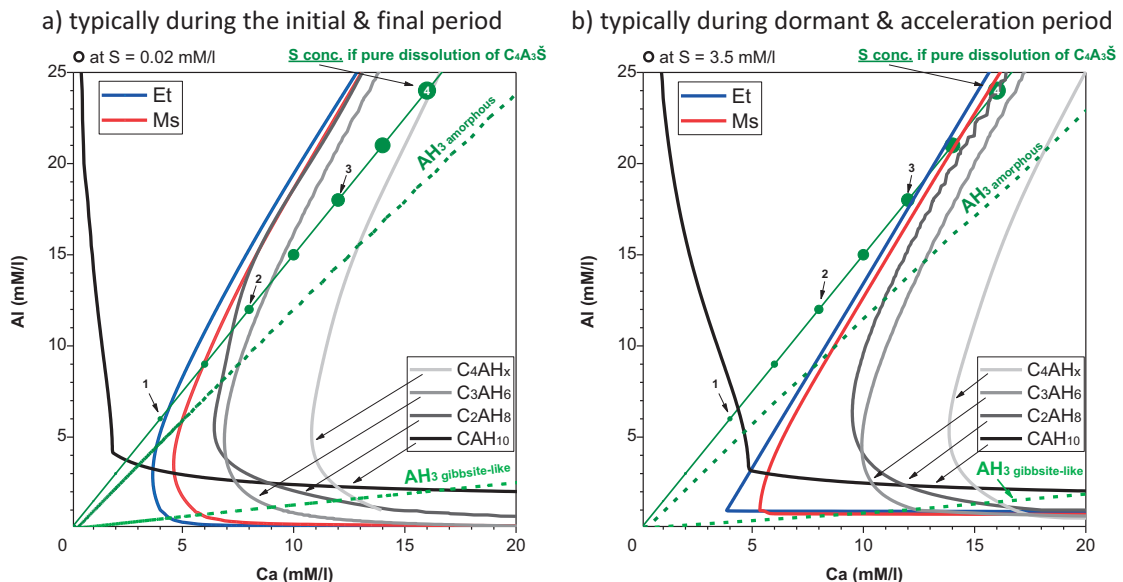 a) typically during the initial & final period
at S = 0.02 mM/l
S conc. if pure dissolution of C₄A₃Š
Al (mM/l)
25
20
15
10
5
0
Et
Ms
4
3
2
1
AH₃ amorphous
C₄AHₓ
C₃AH₆
C₂AH₈
CAH₁₀
AH₃ gibbsite-like
5
10
15
20
Ca (mM/l)
b) typically during dormant & acceleration period
at S = 3.5 mM/l
S conc. if pure dissolution of C₄A₃Š
Al (mM/l)
25
20
15
10
5
0
Et
Ms
4
3
2
1
AH₃ amorphous
C₄AHₓ
C₃AH₆
C₂AH₈
CAH₁₀
AH₃ gibbsite-like
5
10
15
20
Ca (mM/l)